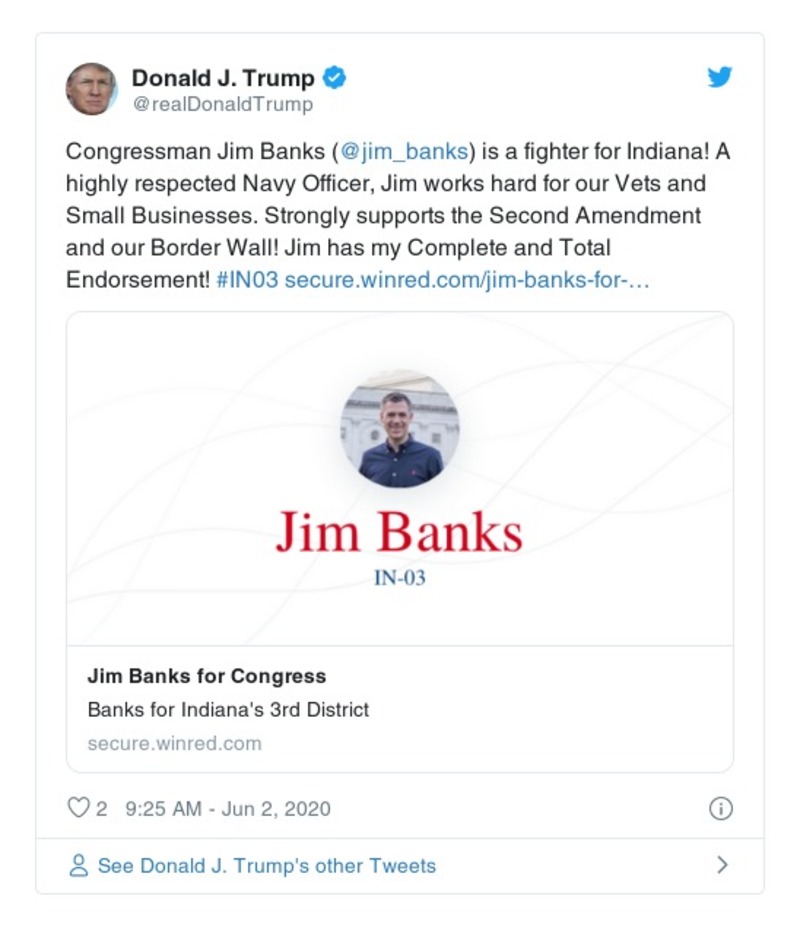 Donald J. Trump
@realDonaldTrump
Congressman Jim Banks (@jim_banks) is a fighter for Indiana! A
highly respected Navy Officer, Jim works hard for our Vets and
Small Businesses. Strongly supports the Second Amendment
and our Border Wall! Jim has my Complete and Total
Endorsement! #IN03 secure.winred.com/jim-banks-for-…
Jim Banks
IN-03
Jim Banks for Congress
Banks for Indiana's 3rd District
secure.winred.com
2 9:25 AM - Jun 2, 2020
See Donald J. Trump's other Tweets